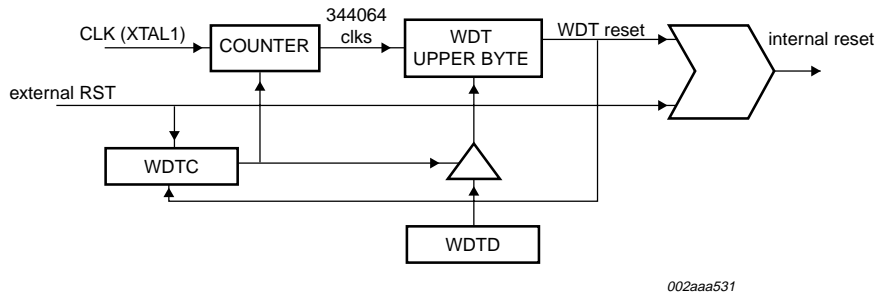 CLK (XTAL1)
COUNTER
344064
clks
WDT
UPPER BYTE
WDT reset
internal reset
external RST
WDTC
WDTD
002aaa531